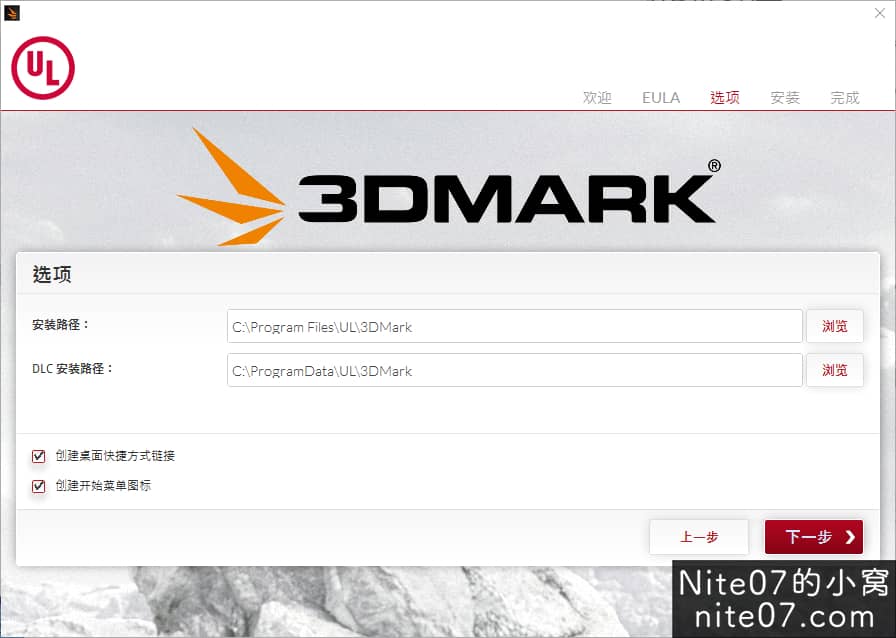 UL
欢迎 EULA 选项 安装 完成
3DMARK®
选项
安装路径：
C:\Program Files\UL\3DMark
浏览
DLC 安装路径：
C:\ProgramData\UL\3DMark
浏览
创建桌面快捷方式链接
创建开始菜单图标
上一步
下一步 ❯
Nite07的小窝
nite07.com